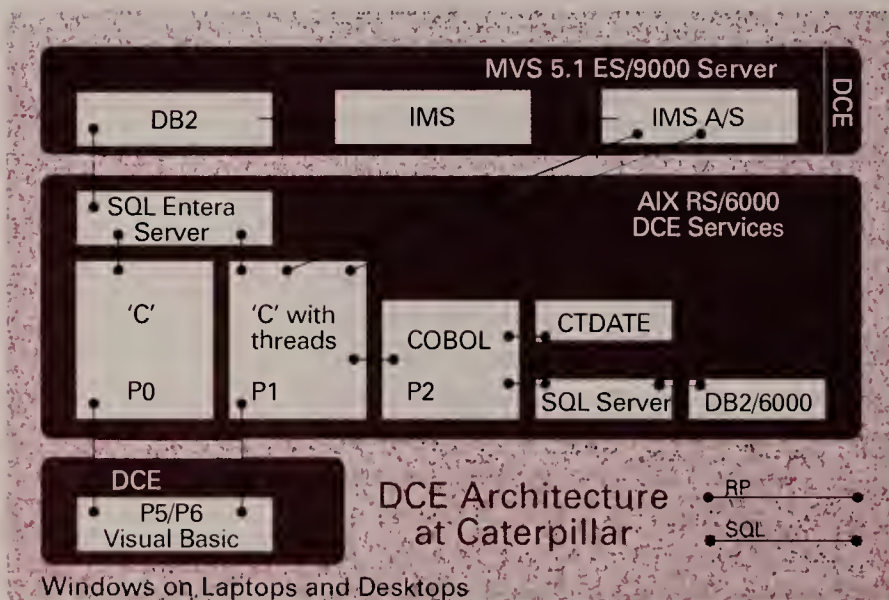 MVS 5.1 ES/9000 Server
DCE
DB2
IMS
IMS A/S
AIX RS/6000
DCE Services
SQL Entera
Server
'C'
P0
'C' with
threads
P1
COBOL
P2
CTDATE
SQL Server
DB2/6000
DCE
P5/P6
Visual Basic
DCE Architecture
at Caterpillar
RP
SQL
Windows on Laptops and Desktops